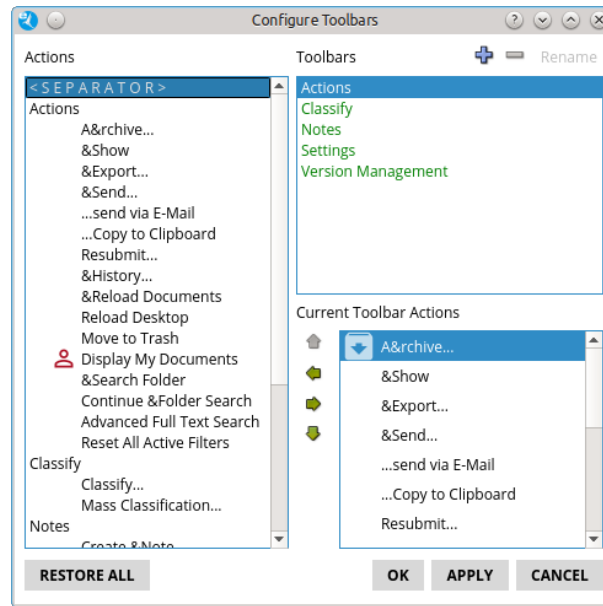 Configure Toolbars
Actions
<SEPARATOR>
Actions
A&rchive...
&Show
&Export...
&Send...
...send via E-Mail
...Copy to Clipboard
Resubmit...
&History...
&Reload Documents
Reload Desktop
Move to Trash
Display My Documents
&Search Folder
Continue &Folder Search
Advanced Full Text Search
Reset All Active Filters
Classify
Classify...
Mass Classification...
Notes
Create &Note
Toolbars
Rename
Actions
Classify
Notes
Settings
Version Management
Current Toolbar Actions
A&rchive...
&Show
&Export...
&Send...
...send via E-Mail
...Copy to Clipboard
Resubmit...
RESTORE ALL
OK
APPLY
CANCEL